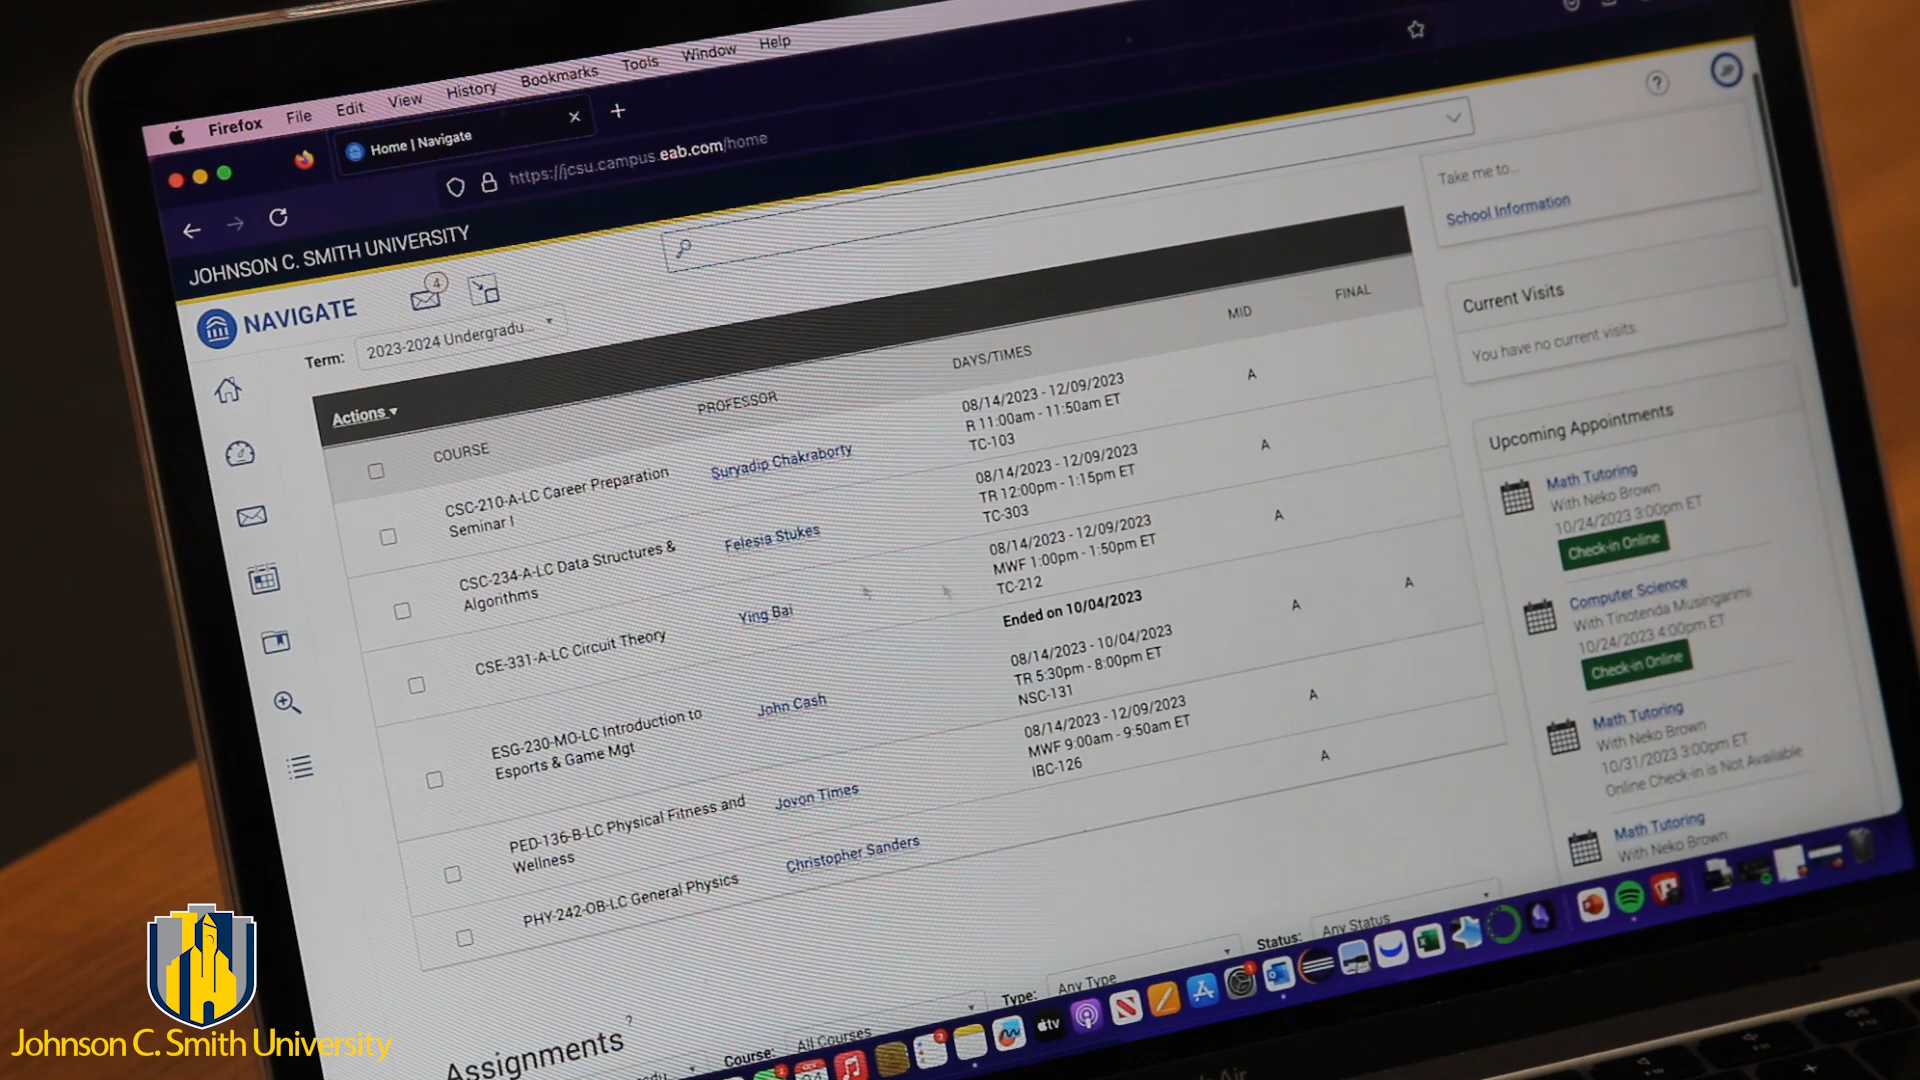 Firefox File Edit View History Bookmarks Tools Window Help
Home | Navigate
https://jcsu.campus.eab.com/home
JOHNSON C. SMITH UNIVERSITY
NAVIGATE
4
Term: 2023-2024 Undergradu...
Actions
COURSE PROFESSOR DAYS/TIMES MID FINAL
CSC-210-A-LC Career Preparation
Seminar I
Suryadip Chakraborty
08/14/2023 - 12/09/2023
R 11:00am - 11:50am ET
TC-103
A
CSC-234-A-LC Data Structures &
Algorithms
Felesia Stukes
08/14/2023 - 12/09/2023
TR 12:00pm - 1:15pm ET
TC-303
A
CSE-331-A-LC Circuit Theory
Ying Bai
08/14/2023 - 12/09/2023
MWF 1:00pm - 1:50pm ET
TC-212
A
ESG-230-MO-LC Introduction to
Esports & Game Mgt
John Cash
Ended on 10/04/2023
08/14/2023 - 10/04/2023
TR 5:30pm - 8:00pm ET
NSC-131
A
A
PED-136-B-LC Physical Fitness and
Wellness
Jovon Times
08/14/2023 - 12/09/2023
MWF 9:00am - 9:50am ET
IBC-126
A
PHY-242-OB-LC General Physics
Christopher Sanders
A
Assignments ?
Course: All Courses
Type: Any Type
Status: Any Status
Take me to...
School Information
Current Visits
You have no current visits.
Upcoming Appointments
Math Tutoring
With Neko Brown
10/24/2023 3:00pm ET
Check-in Online
Computer Science
With Tinotenda Musingarimi
10/24/2023 4:00pm ET
Check-in Online
Math Tutoring
With Neko Brown
10/31/2023 3:00pm ET
Online Check-in is Not Available
Math Tutoring
With Neko Brown
tv
Johnson C. Smith University